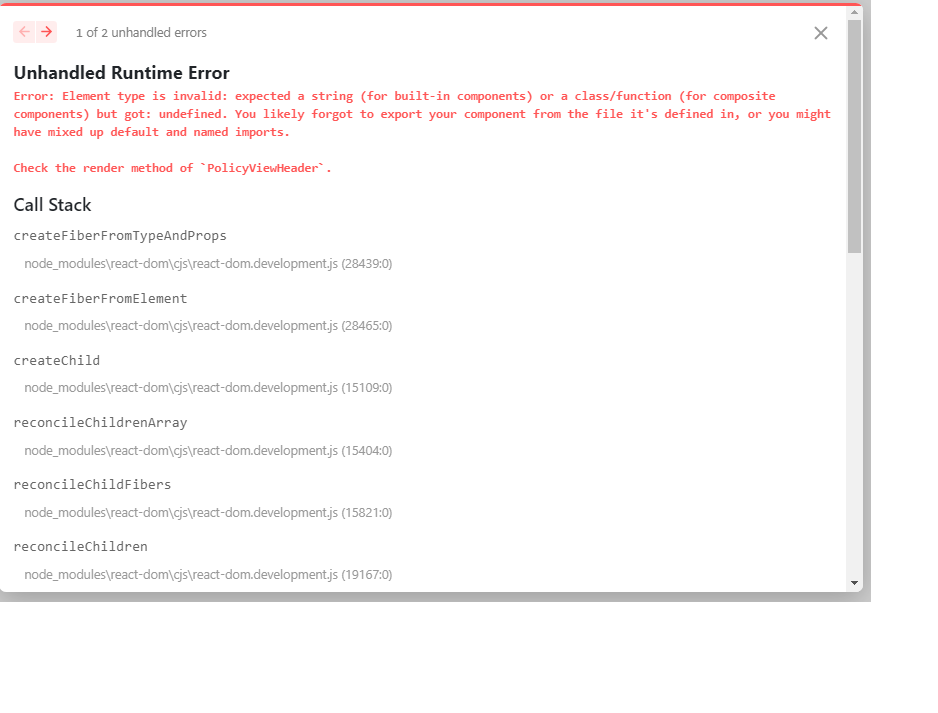 1 of 2 unhandled errors
Unhandled Runtime Error
Error: Element type is invalid: expected a string (for built-in components) or a class/function (for composite
components) but got: undefined. You likely forgot to export your component from the file it's defined in, or you might
have mixed up default and named imports.
Check the render method of `PolicyViewHeader`.
Call Stack
createFiberFromTypeAndProps
node_modules\react-dom\cjs\react-dom.development.js (28439:0)
createFiberFromElement
node_modules\react-dom\cjs\react-dom.development.js (28465:0)
createChild
node_modules\react-dom\cjs\react-dom.development.js (15109:0)
reconcileChildrenArray
node_modules\react-dom\cjs\react-dom.development.js (15404:0)
reconcileChildFibers
node_modules\react-dom\cjs\react-dom.development.js (15821:0)
reconcileChildren
node_modules\react-dom\cjs\react-dom.development.js (19167:0)